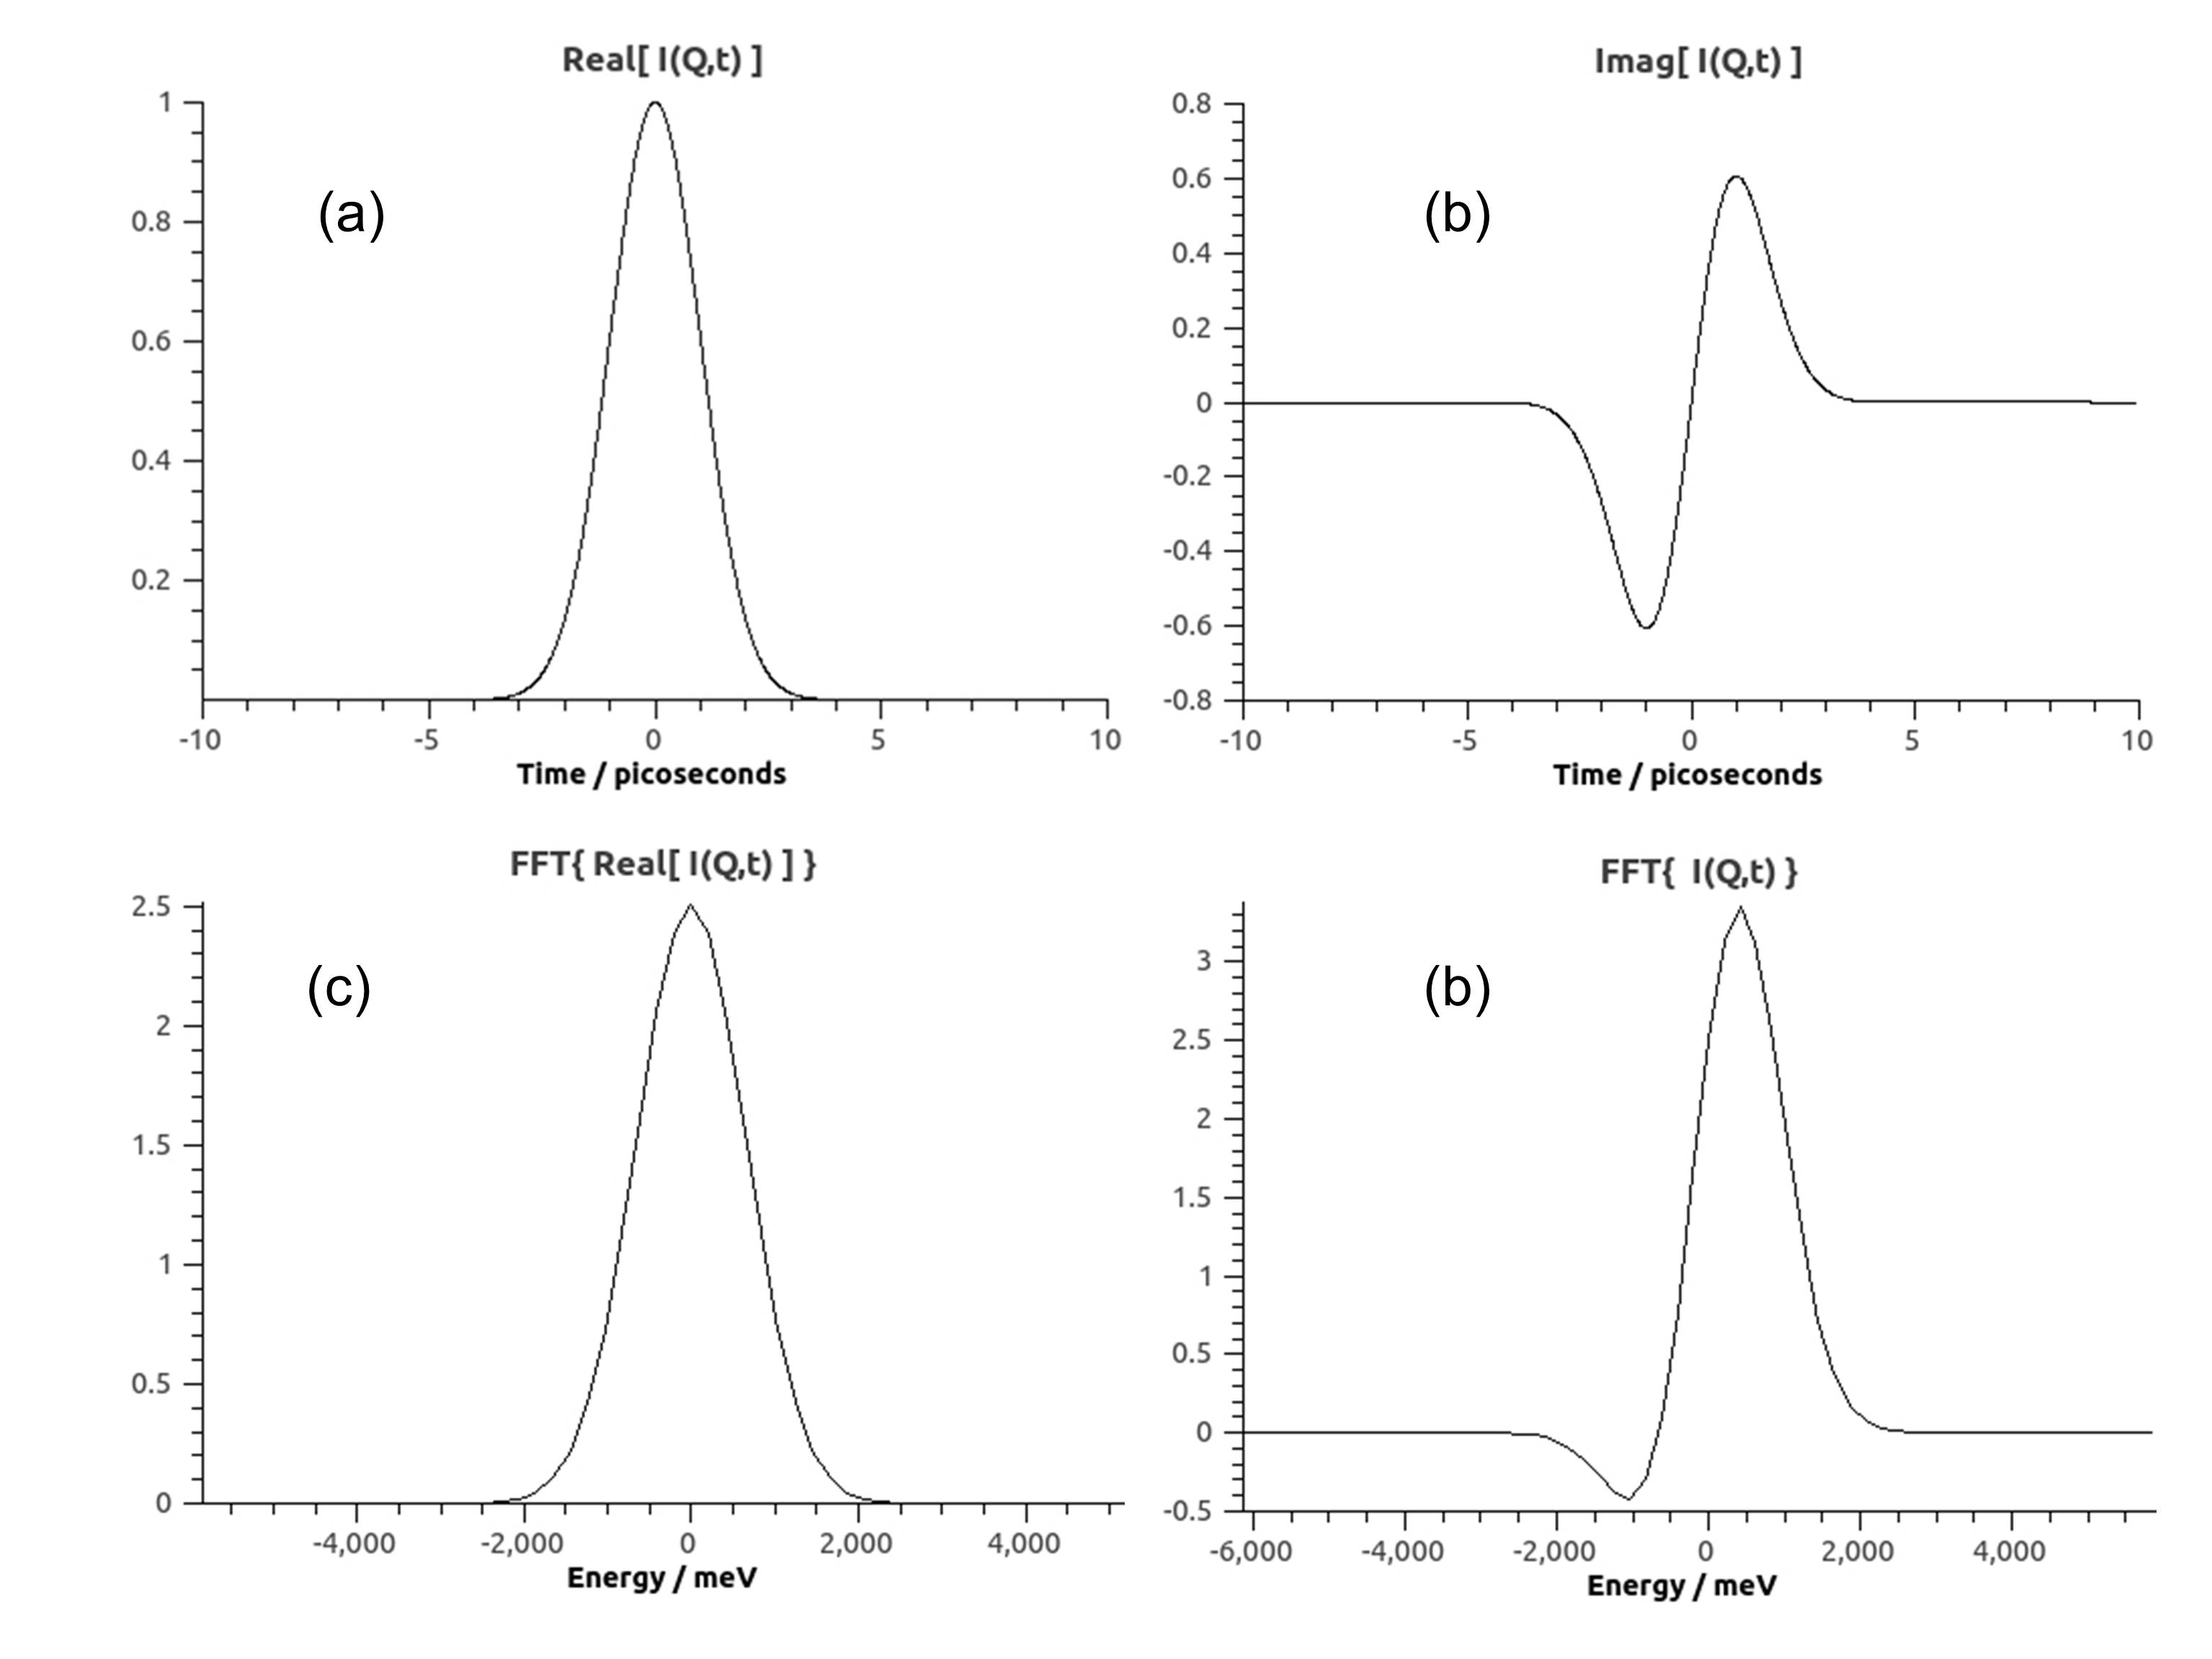 Real[ I(Q,t) ]
1
0.8
0.6
0.4
0.2
(a)
-10 -5 0 5 10
Time / picoseconds
Imag[ I(Q,t) ]
0.8
0.6
0.4
0.2
0
-0.2
-0.4
-0.6
-0.8
(b)
-10 -5 0 5 10
Time / picoseconds
FFT{ Real[ I(Q,t) ] }
2.5
2
1.5
1
0.5
0
(c)
-4,000 -2,000 0 2,000 4,000
Energy / meV
FFT{ I(Q,t) }
3
2.5
2
1.5
1
0.5
0
-0.5
(b)
-6,000 -4,000 -2,000 0 2,000 4,000
Energy / meV